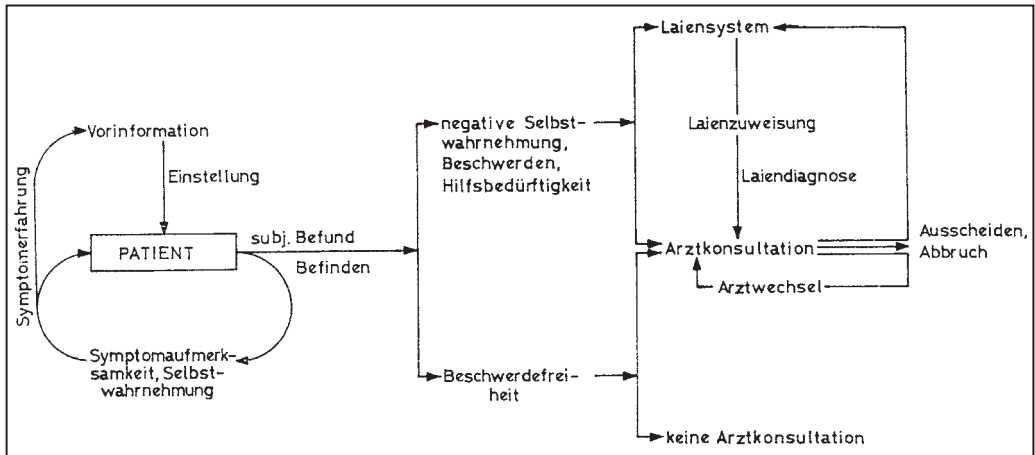 Vorinformation
Einstellung
Symptomerfahrung
PATIENT
subj. Befund
Befinden
Symptomaufmerk-
samkeit, Selbst-
wahrnehmung
negative Selbst-
wahrnehmung,
Beschwerden,
Hilfsbedürftigkeit
Beschwerdefrei-
heit
Laiensystem
Laienzuweisung
Laiendiagnose
Arztkonsultation
Arztwechsel
Ausscheiden,
Abbruch
keine Arztkonsultation